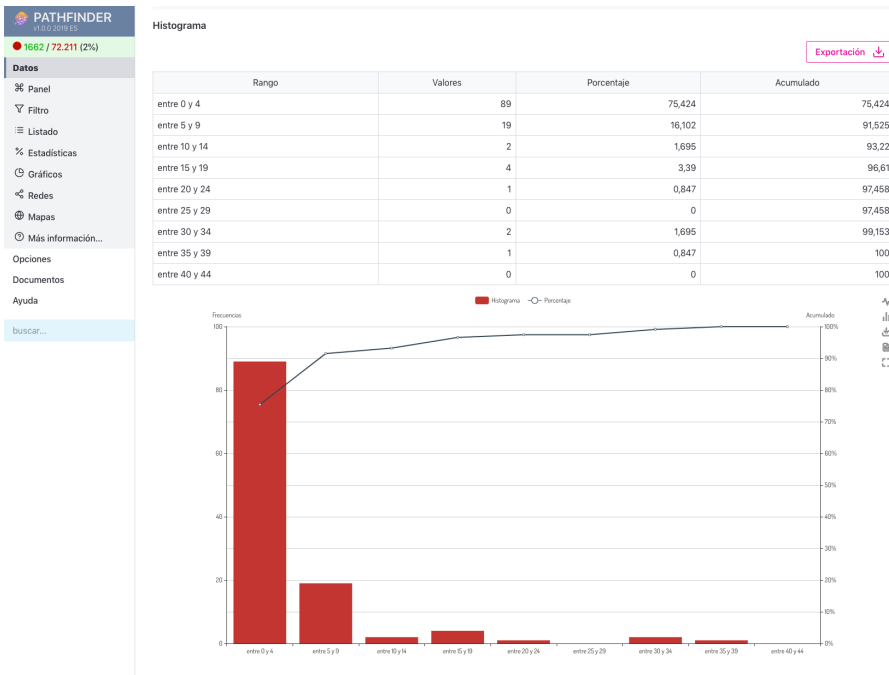 PATHFINDER
v1.0.0 2019 ES
1662 / 72.211 (2%)
Datos
Panel
Filtro
Listado
Estadísticas
Gráficos
Redes
Mapas
Más información...
Opciones
Documentos
Ayuda
buscar...
Histograma
Exportación
Rango Valores Porcentaje Acumulado
entre 0 y 4 89 75,424 75,424
entre 5 y 9 19 16,102 91,525
entre 10 y 14 2 1,695 93,22
entre 15 y 19 4 3,39 96,61
entre 20 y 24 1 0,847 97,458
entre 25 y 29 0 0 97,458
entre 30 y 34 2 1,695 99,153
entre 35 y 39 1 0,847 100
entre 40 y 44 0 0 100
Histograma Porcentaje
Frecuencias Acumulado
100 100%
90%
80 80%
70%
60 60%
50%
40 40%
30%
20 20%
10%
0 0%
entre 0 y 4 entre 5 y 9 entre 10 y 14 entre 15 y 19 entre 20 y 24 entre 25 y 29 entre 30 y 34 entre 35 y 39 entre 40 y 44